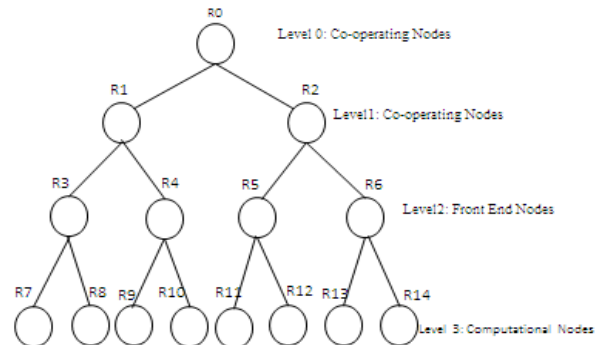 R0
Level 0: Co-operating Nodes
R1
R2
Level1: Co-operating Nodes
R3
R4
R5
R6
Level2: Front End Nodes
R7
R8
R9
R10
R11
R12
R13
R14
Level 3: Computational Nodes